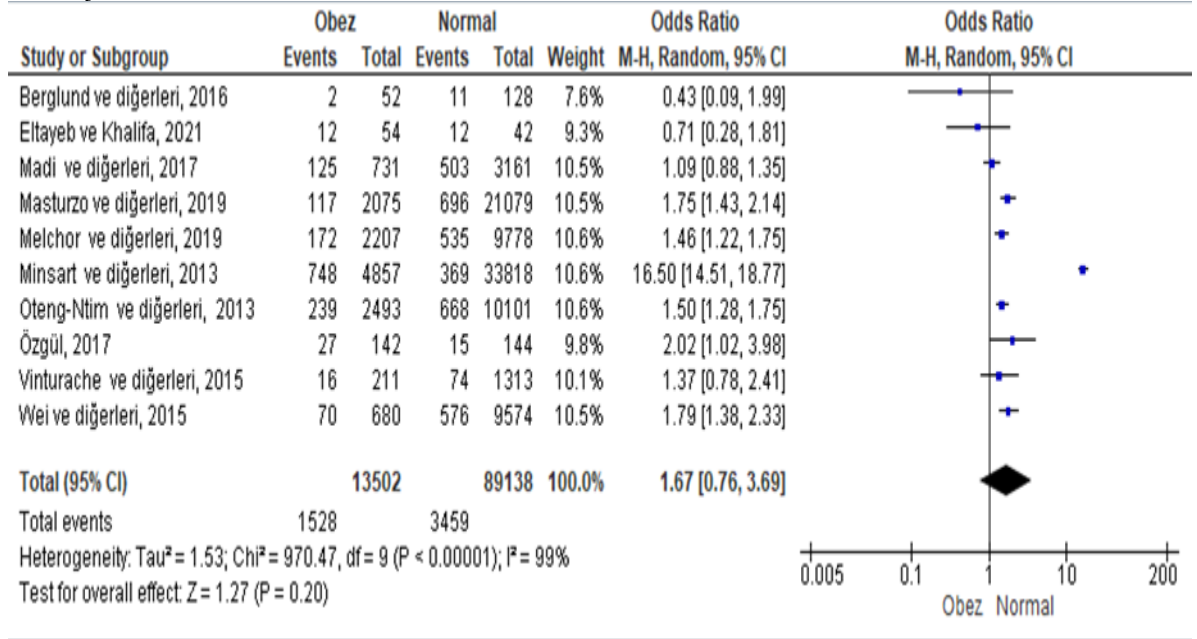 Obez Normal Odds Ratio Odds Ratio
Study or Subgroup Events Total Events Total Weight M-H, Random, 95% CI M-H, Random, 95% CI
Berglund ve diğerleri, 2016 2 52 11 128 7.6% 0.43 [0.09, 1.99]
Eltayeb ve Khalifa, 2021 12 54 12 42 9.3% 0.71 [0.28, 1.81]
Madi ve diğerleri, 2017 125 731 503 3161 10.5% 1.09 [0.88, 1.35]
Masturzo ve diğerleri, 2019 117 2075 696 21079 10.5% 1.75 [1.43, 2.14]
Melchor ve diğerleri, 2019 172 2207 535 9778 10.6% 1.46 [1.22, 1.75]
Minsart ve diğerleri, 2013 748 4857 369 33818 10.6% 16.50 [14.51, 18.77]
Oteng-Ntim ve diğerleri, 2013 239 2493 668 10101 10.6% 1.50 [1.28, 1.75]
Özgül, 2017 27 142 15 144 9.8% 2.02 [1.02, 3.98]
Vinturache ve diğerleri, 2015 16 211 74 1313 10.1% 1.37 [0.78, 2.41]
Wei ve diğerleri, 2015 70 680 576 9574 10.5% 1.79 [1.38, 2.33]
Total (95% CI) 13502 89138 100.0% 1.67 [0.76, 3.69]
Total events 1528 3459
Heterogeneity: Tau² = 1.53; Chi² = 970.47, df = 9 (P < 0.00001); I² = 99%
Test for overall effect: Z = 1.27 (P = 0.20)
0.005 0.1 1 10 200
Obez Normal